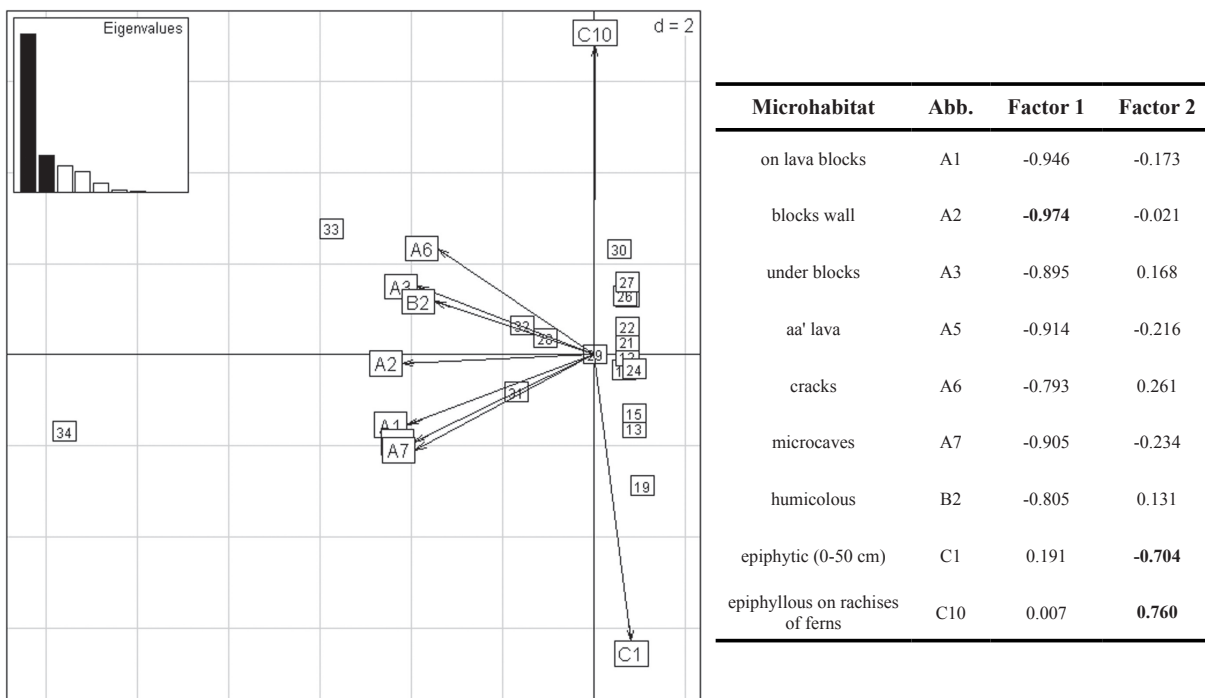 Eigenvalues
C10
d = 2
33
A6
30
A3
27
B2
26
32
28
22
21
29
A2
24
31
A1
15
13
A7
34
19
C1
Microhabitat Abb. Factor 1 Factor 2
on lava blocks A1 -0.946 -0.173
blocks wall A2 -0.974 -0.021
under blocks A3 -0.895 0.168
aa' lava A5 -0.914 -0.216
cracks A6 -0.793 0.261
microcaves A7 -0.905 -0.234
humicolous B2 -0.805 0.131
epiphytic (0-50 cm) C1 0.191 -0.704
epiphyllous on rachises
of ferns C10 0.007 0.760